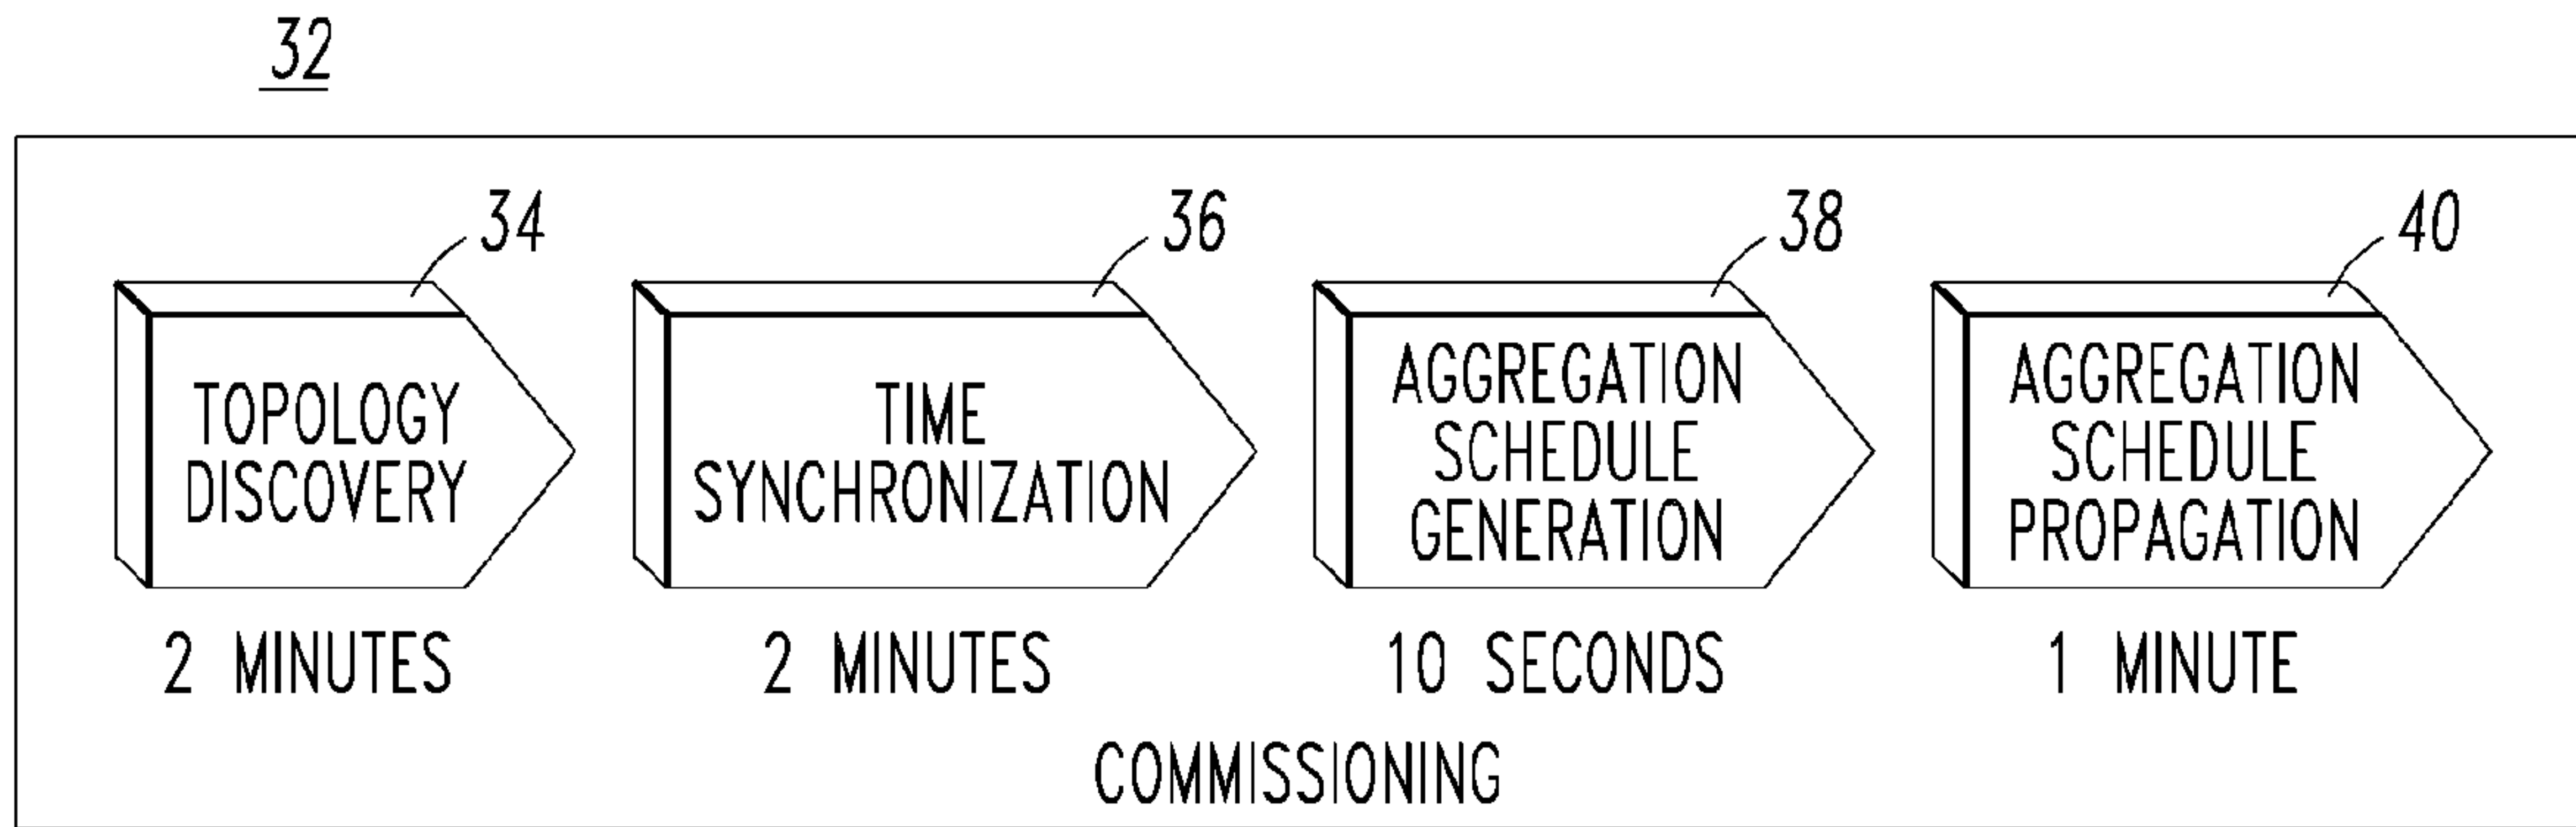 32
34
36
38
40
TOPOLOGY
DISCOVERY
TIME
SYNCHRONIZATION
AGGREGATION
SCHEDULE
GENERATION
AGGREGATION
SCHEDULE
PROPAGATION
2 MINUTES
2 MINUTES
10 SECONDS
1 MINUTE
COMMISSIONING